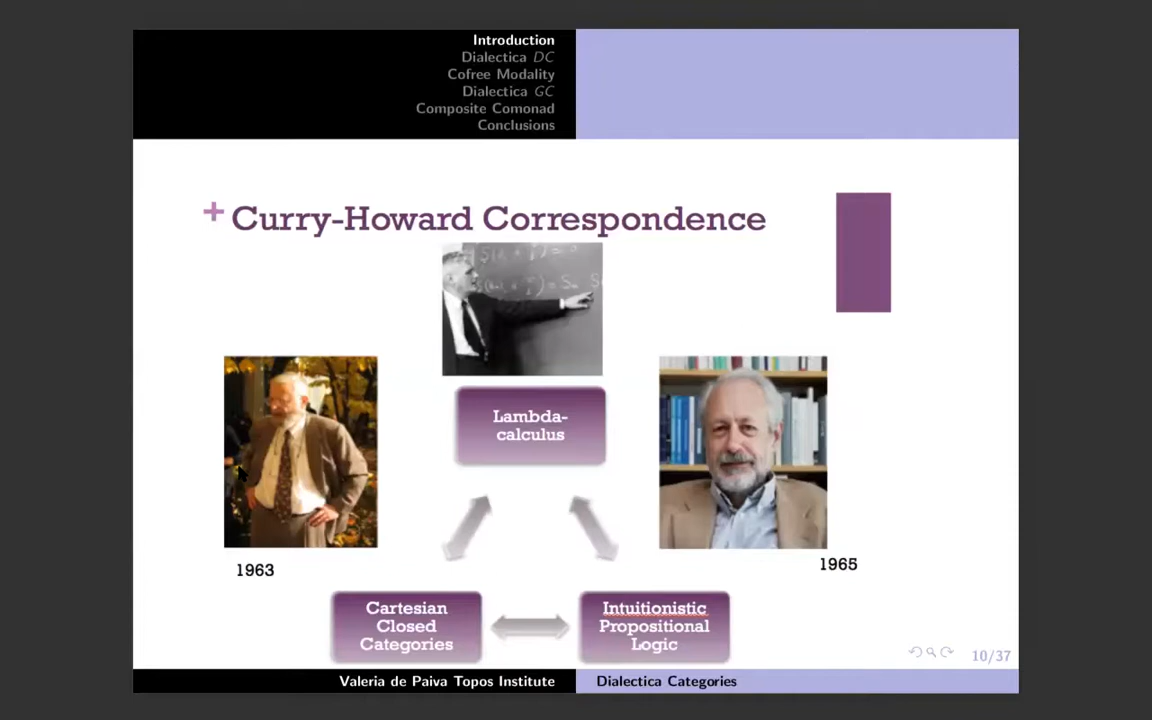 Introduction
Dialectica DC
Cofree Modality
Dialectica GC
Composite Comonad
Conclusions
+ Curry-Howard Correspondence
Lambda-
calculus
1963
1965
Cartesian
Closed
Categories
Intuitionistic
Propositional
Logic
10/37
Valeria de Paiva Topos Institute
Dialectica Categories